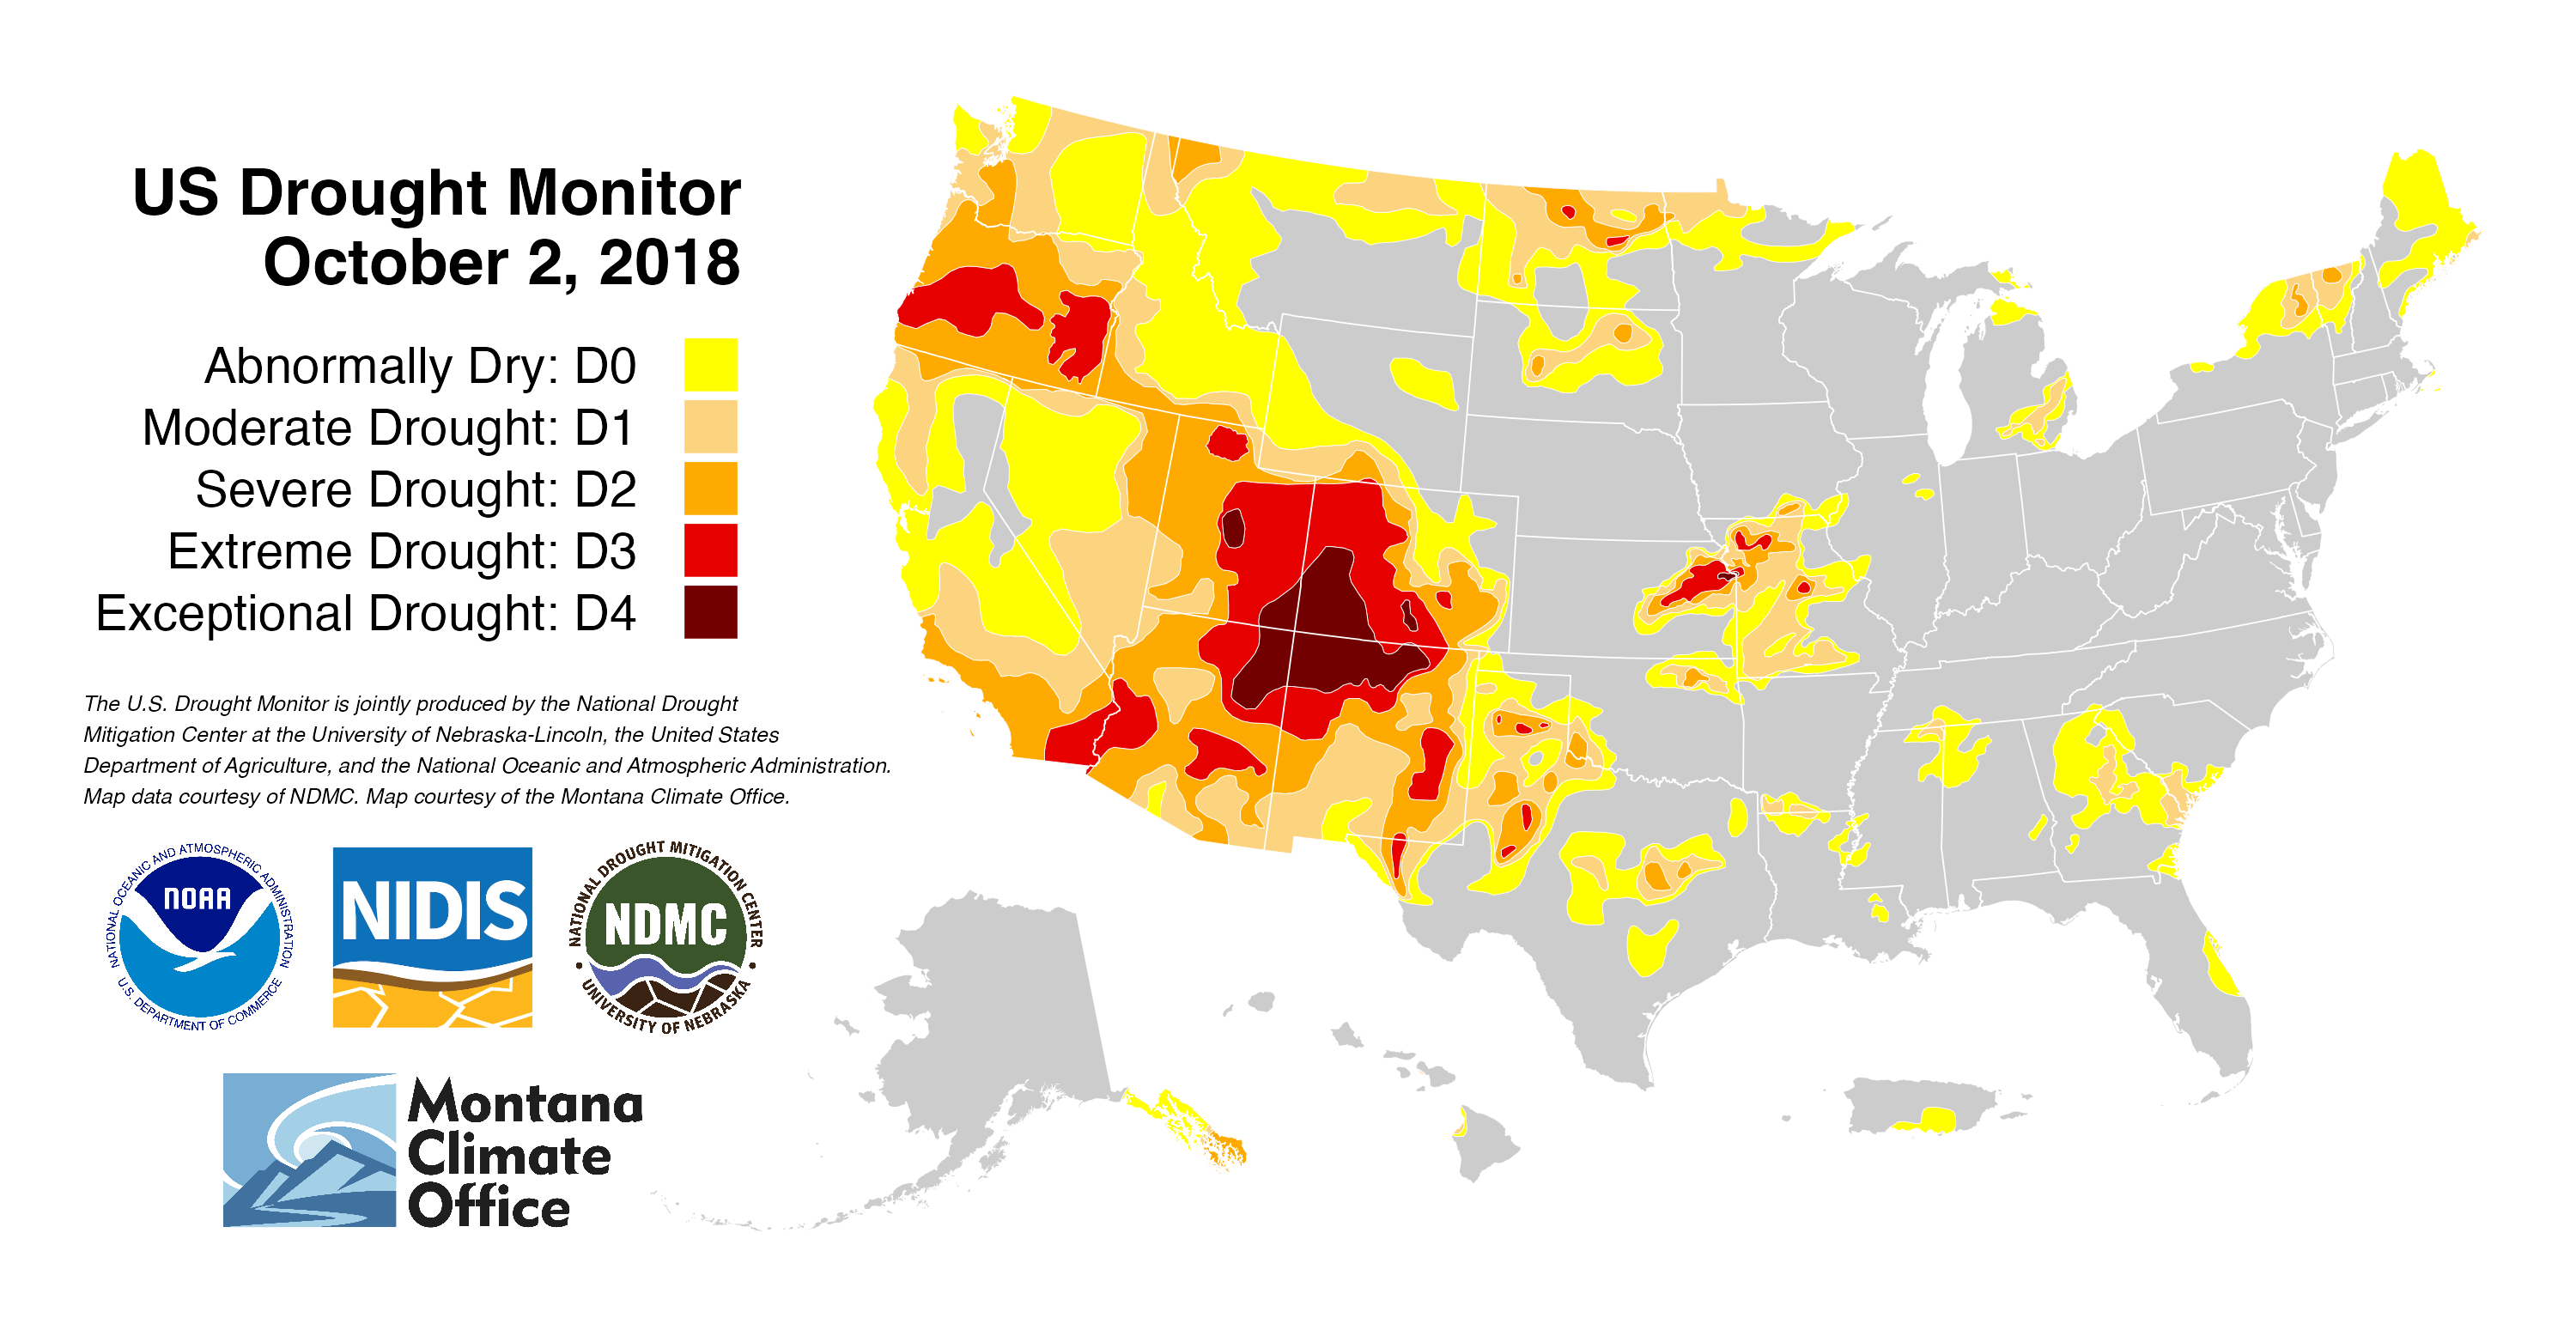 US Drought Monitor
October 2, 2018
Abnormally Dry: D0
Moderate Drought: D1
Severe Drought: D2
Extreme Drought: D3
Exceptional Drought: D4
The U.S. Drought Monitor is jointly produced by the National Drought
Mitigation Center at the University of Nebraska-Lincoln, the United States
Department of Agriculture, and the National Oceanic and Atmospheric Administration.
Map data courtesy of NDMC. Map courtesy of the Montana Climate Office.
NATIONAL OCEANIC AND ATMOSPHERIC ADMINISTRATION
NOAA
U.S. DEPARTMENT OF COMMERCE
NIDIS
NATIONAL DROUGHT MITIGATION CENTER
NDMC
UNIVERSITY OF NEBRASKA
Montana
Climate
Office